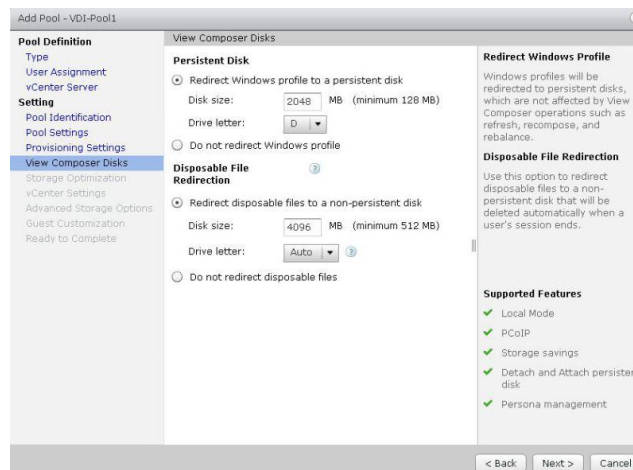 Add Pool - VDI-Pool1
Pool Definition
Type
User Assignment
vCenter Server
Setting
Pool Identification
Pool Settings
Provisioning Settings
View Composer Disks
Storage Optimization
vCenter Settings
Advanced Storage Options
Guest Customization
Ready to Complete
View Composer Disks
Persistent Disk
Redirect Windows profile to a persistent disk
Disk size: 2048 MB (minimum 128 MB)
Drive letter: D
Do not redirect Windows profile
Disposable File
Redirection
?
Redirect disposable files to a non-persistent disk
Disk size: 4096 MB (minimum 512 MB)
Drive letter: Auto ?
Do not redirect disposable files
Redirect Windows Profile
Windows profiles will be
redirected to persistent disks,
which are not affected by View
Composer operations such as
refresh, recompose, and
rebalance.
Disposable File Redirection
Use this option to redirect
disposable files to a non-
persistent disk that will be
deleted automatically when a
user's session ends.
Supported Features
Local Mode
PCoIP
Storage savings
Detach and Attach persister
disk
Persona management
< Back
Next >
Cancel